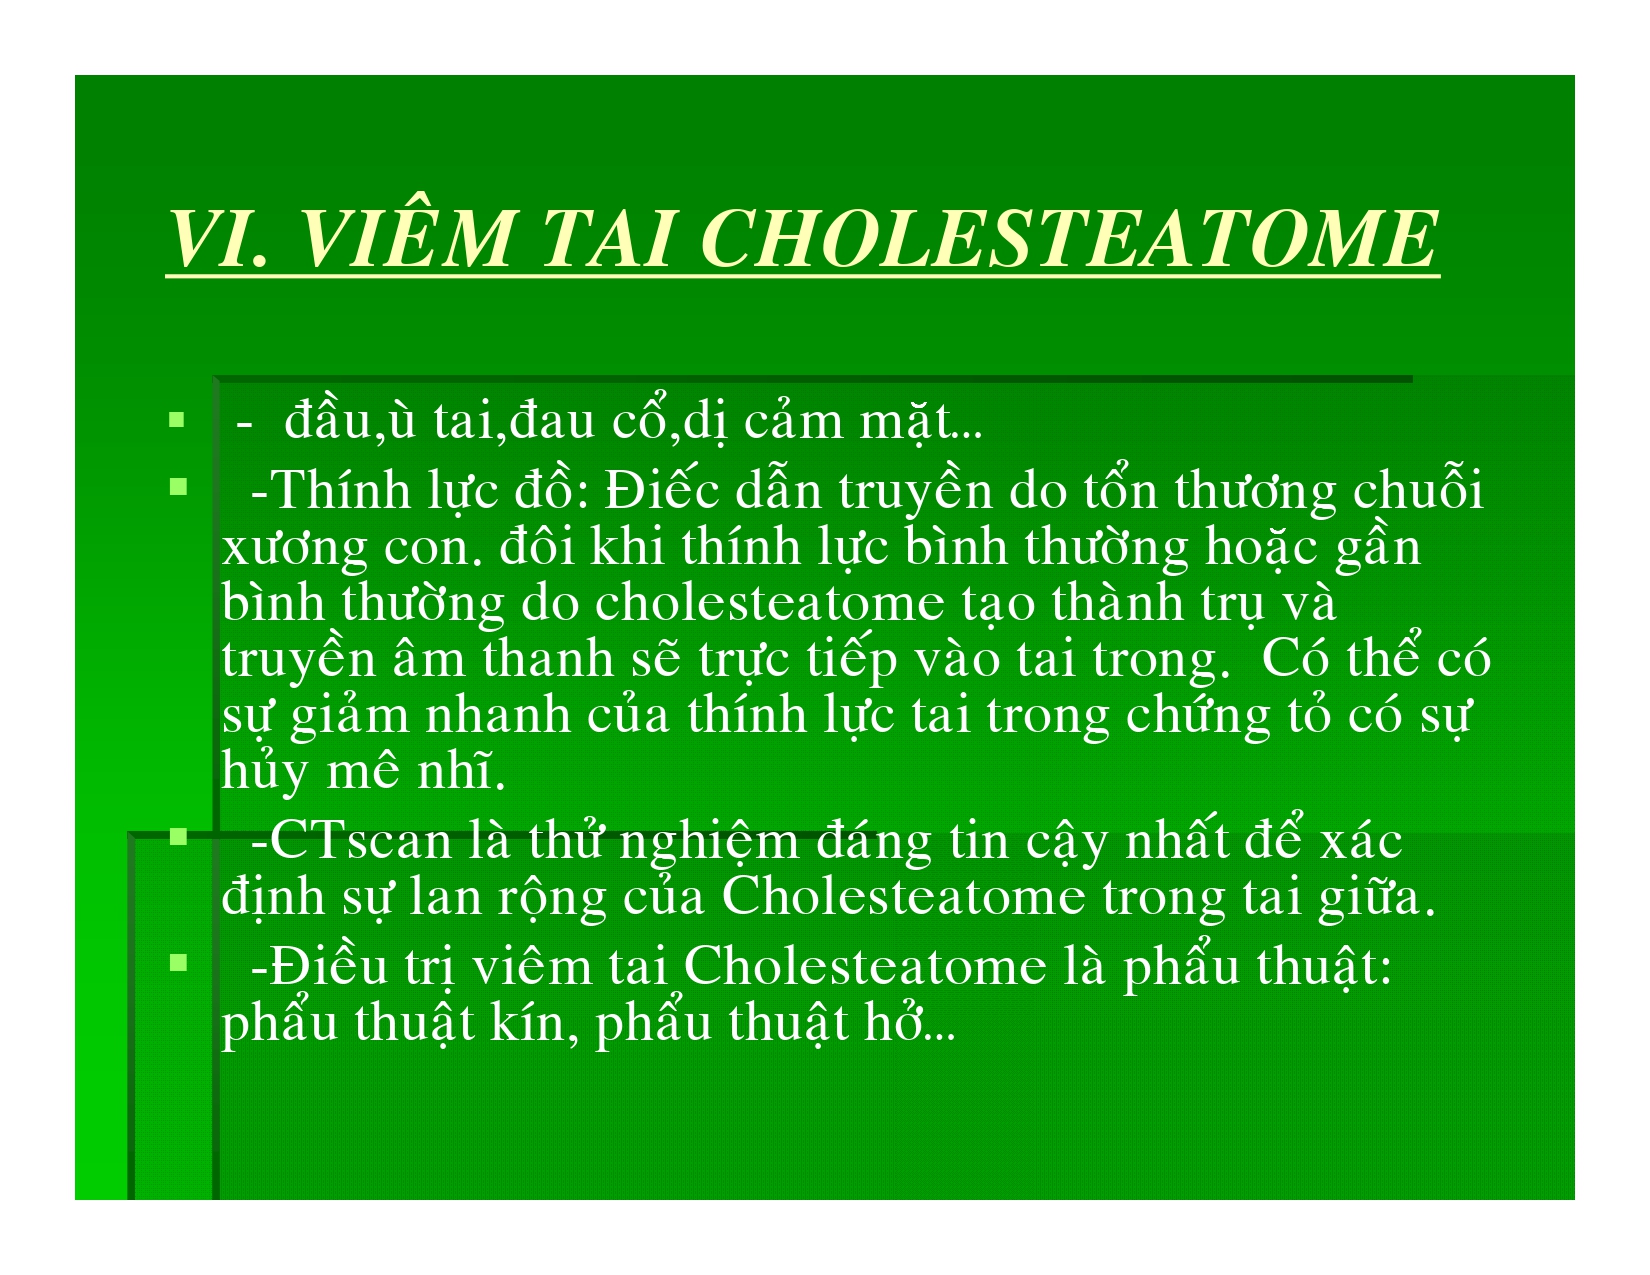 VI. VIÊM TAI CHOLESTEATOME
- đầu,ù tai,đau cổ,dị cảm mặt...
-Thính lực đồ: Điếc dẫn truyền do tổn thương chuỗi
xương con. đôi khi thính lực bình thường hoặc gần
bình thường do cholesteatome tạo thành trụ và
truyền âm thanh sẽ trực tiếp vào tai trong. Có thể có
sự giảm nhanh của thính lực tai trong chứng tỏ có sự
hủy mê nhĩ.
-CTscan là thử nghiệm đáng tin cậy nhất để xác
định sự lan rộng của Cholesteatome trong tai giữa.
-Điều trị viêm tai Cholesteatome là phẩu thuật:
phẩu thuật kín, phẩu thuật hở...